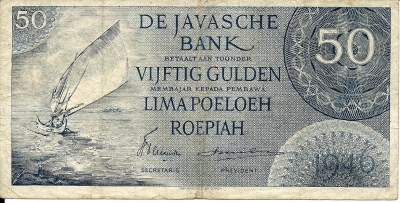 50
DE JAVASCHE
BANK
BETAALT AAN TOONDER
VIJFTIG GULDEN
MEMBAJAR KEPADA PEMBAWA
LIMA POELOEH
ROEPIAH
50
SECRETARIS PRESIDENT
1946